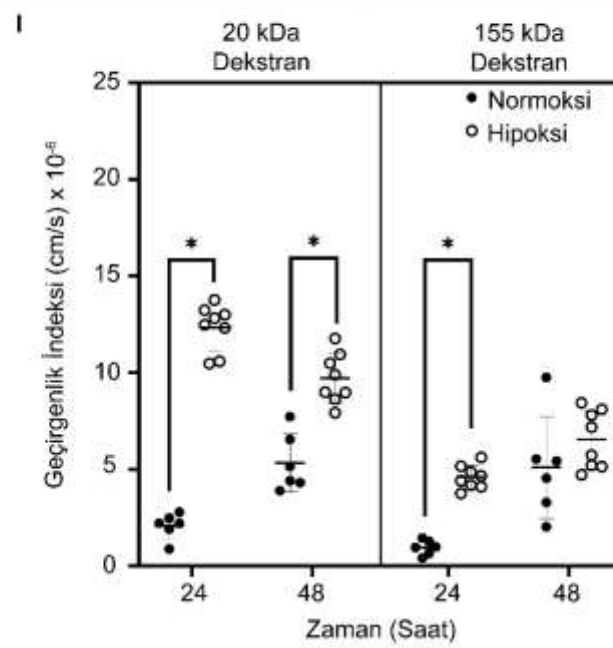 I
20 kDa
Dekstran
155 kDa
Dekstran
Geçirgenlik İndeksi (cm/s) x 10⁻⁶
25
20
15
10
5
0
● Normoksi
○ Hipoksi
*
*
*
24
48
24
48
Zaman (Saat)